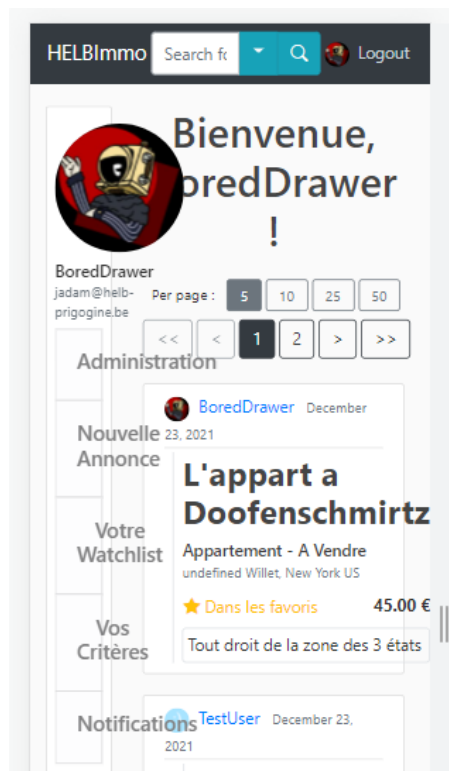 HELBImmo Search fo Logout
Bienvenue,
oredDrawer
!
BoredDrawer
jadam@helb-
prigogine.be
Per page : 5 10 25 50
<< < 1 2 > >>
Administration
Nouvelle
Annonce
Votre
Watchlist
Vos
Critères
Notifications
BoredDrawer December
23, 2021
L'appart a
Doofenschmirtz
Appartement - A Vendre
undefined Willet, New York US
Dans les favoris 45.00 €
Tout droit de la zone des 3 états
TestUser December 23,
2021